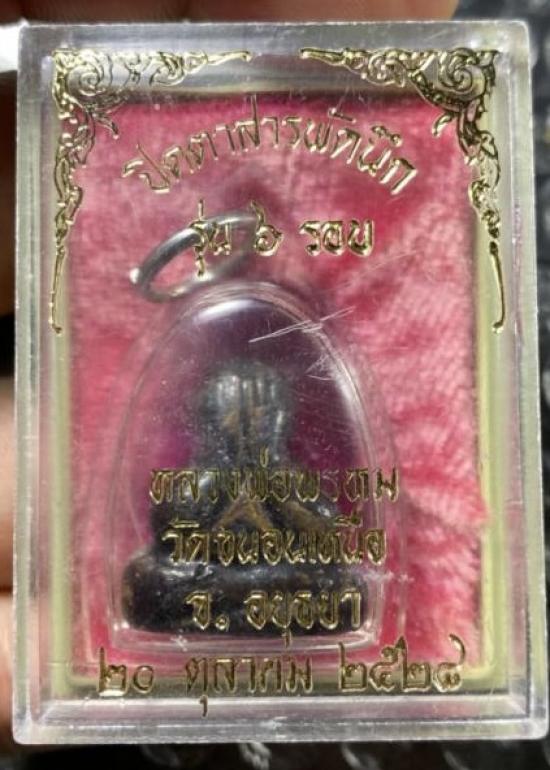 ปิดตาสารพัดนึก
รุ่น ๖ รอบ
หลวงพ่อพรหม
วัดขนอนเหนือ
จ. อยุธยา
๒๐ ตุลาคม ๒๕๒๘